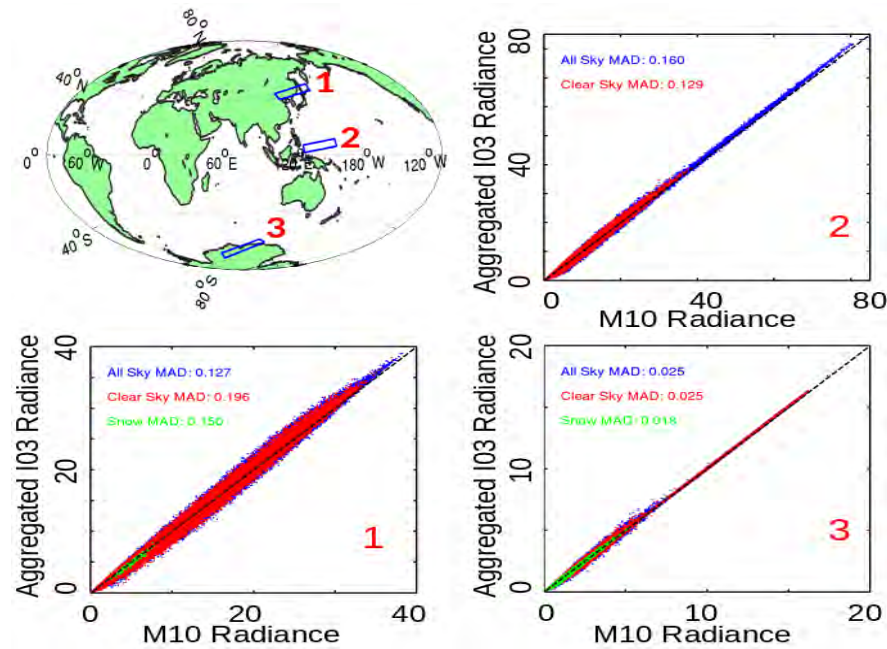 80°N
40°N
0°
60°W
0°
60°E
120°E
180°W
120°W
40°S
80°S
1
2
3
80
40
0
Aggregated I03 Radiance
All Sky MAD: 0.160
Clear Sky MAD: 0.129
2
0
40
80
M10 Radiance
40
20
0
Aggregated I03 Radiance
All Sky MAD: 0.127
Clear Sky MAD: 0.196
Snow MAD: 0.150
1
0
20
40
M10 Radiance
20
10
0
Aggregated I03 Radiance
All Sky MAD: 0.025
Clear Sky MAD: 0.025
Snow MAD: 0.018
3
0
10
20
M10 Radiance